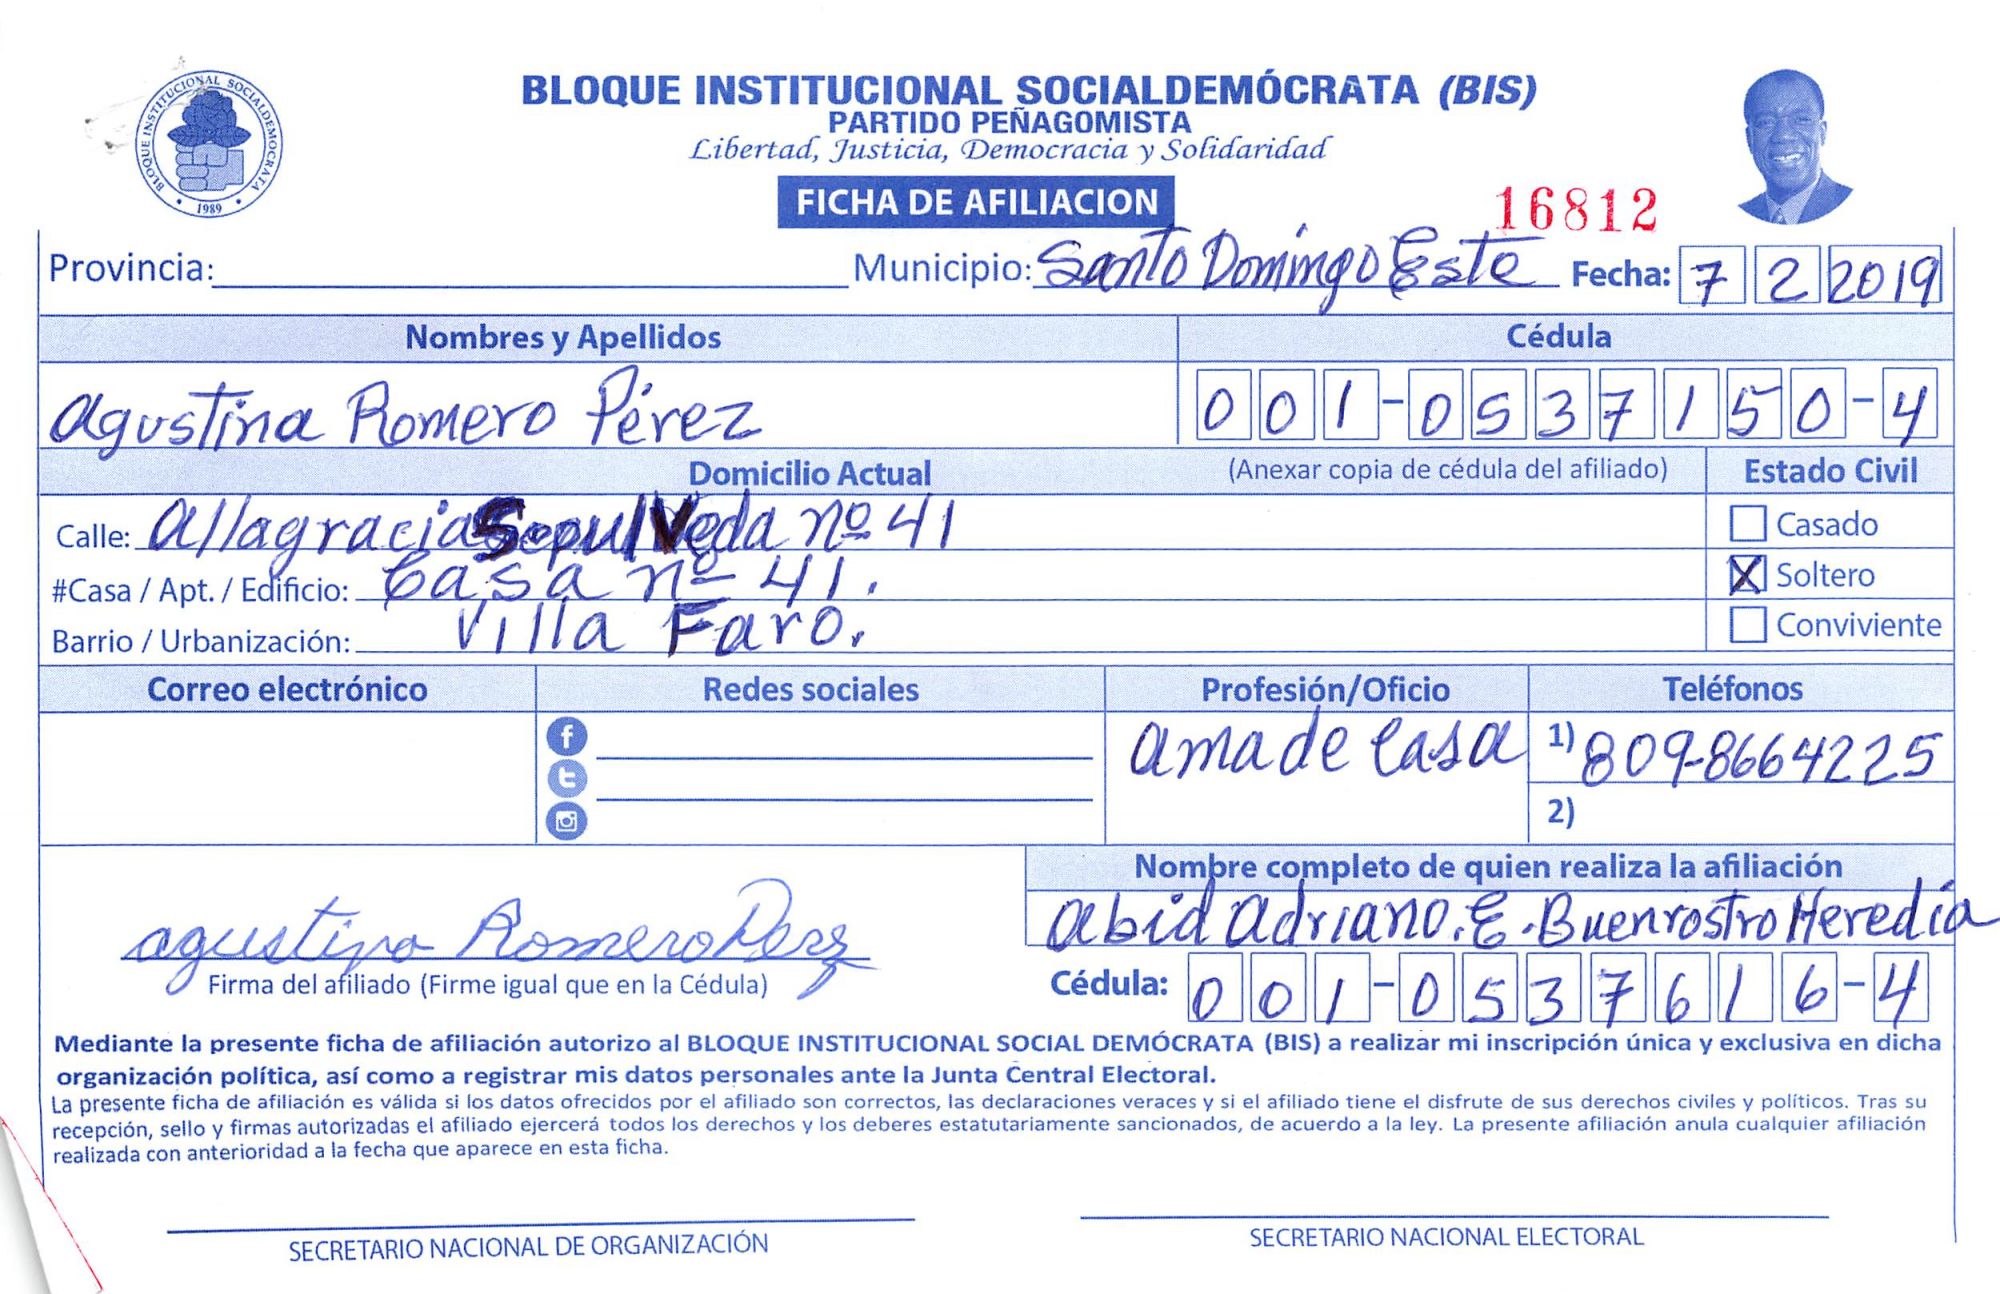 BLOQUE INSTITUCIONAL SOCIALDEMÓCRATA (BIS)
PARTIDO PEÑAGOMISTA
Libertad, Justicia, Democracia y Solidaridad
BLOQUE INSTITUCIONAL SOCIALDEMOCRATA
1989
FICHA DE AFILIACION
16812
Provincia: Municipio: Santo Domingo Este Fecha: 7 2 2019
Nombres y Apellidos Cédula
Agustina Romero Pérez 001-0537150-4
Domicilio Actual (Anexar copia de cédula del afiliado) Estado Civil
Calle: Altagracia Sepulveda nº 41 Casado
#Casa / Apt. / Edificio: Casa nº 41. X Soltero
Barrio / Urbanización: Villa Faro. Conviviente
Correo electrónico Redes sociales Profesión/Oficio Teléfonos
ama de Casa 1) 809-8664225
2)
Nombre completo de quien realiza la afiliación
Abid Adriano. E. Buenrostro Heredia
agustina Romero Perez
Firma del afiliado (Firme igual que en la Cédula) Cédula: 001-0537616-4
Mediante la presente ficha de afiliación autorizo al BLOQUE INSTITUCIONAL SOCIAL DEMÓCRATA (BIS) a realizar mi inscripción única y exclusiva en dicha
organización política, así como a registrar mis datos personales ante la Junta Central Electoral.
La presente ficha de afiliación es válida si los datos ofrecidos por el afiliado son correctos, las declaraciones veraces y si el afiliado tiene el disfrute de sus derechos civiles y políticos. Tras su
recepción, sello y firmas autorizadas el afiliado ejercerá todos los derechos y los deberes estatutariamente sancionados, de acuerdo a la ley. La presente afiliación anula cualquier afiliación
realizada con anterioridad a la fecha que aparece en esta ficha.
SECRETARIO NACIONAL DE ORGANIZACIÓN SECRETARIO NACIONAL ELECTORAL